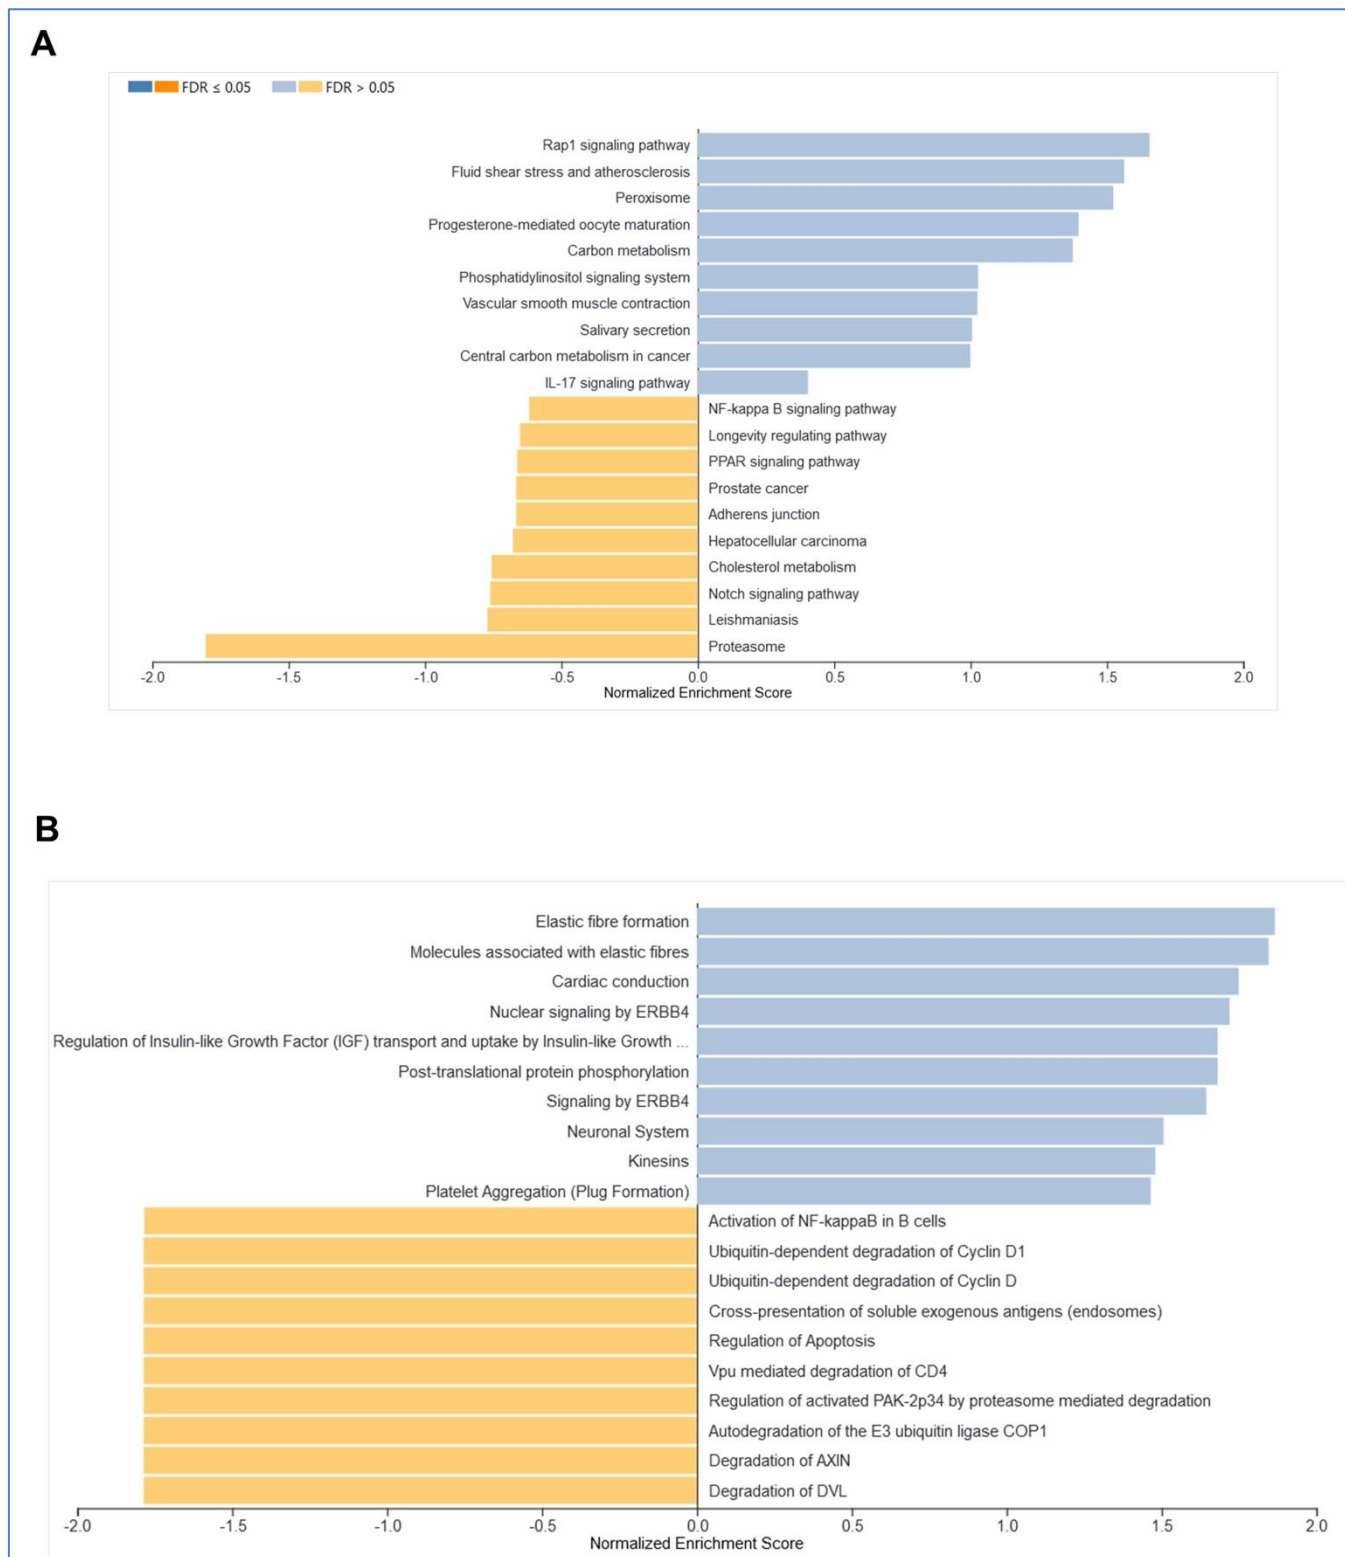 A
FDR ≤ 0.05 FDR > 0.05
Rap1 signaling pathway
Fluid shear stress and atherosclerosis
Peroxisome
Progesterone-mediated oocyte maturation
Carbon metabolism
Phosphatidylinositol signaling system
Vascular smooth muscle contraction
Salivary secretion
Central carbon metabolism in cancer
IL-17 signaling pathway
NF-kappa B signaling pathway
Longevity regulating pathway
PPAR signaling pathway
Prostate cancer
Adherens junction
Hepatocellular carcinoma
Cholesterol metabolism
Notch signaling pathway
Leishmaniasis
Proteasome
-2.0 -1.5 -1.0 -0.5 0.0 0.5 1.0 1.5 2.0
Normalized Enrichment Score
B
Elastic fibre formation
Molecules associated with elastic fibres
Cardiac conduction
Nuclear signaling by ERBB4
Regulation of Insulin-like Growth Factor (IGF) transport and uptake by Insulin-like Growth ...
Post-translational protein phosphorylation
Signaling by ERBB4
Neuronal System
Kinesins
Platelet Aggregation (Plug Formation)
Activation of NF-kappaB in B cells
Ubiquitin-dependent degradation of Cyclin D1
Ubiquitin-dependent degradation of Cyclin D
Cross-presentation of soluble exogenous antigens (endosomes)
Regulation of Apoptosis
Vpu mediated degradation of CD4
Regulation of activated PAK-2p34 by proteasome mediated degradation
Autodegradation of the E3 ubiquitin ligase COP1
Degradation of AXIN
Degradation of DVL
-2.0 -1.5 -1.0 -0.5 0.0 0.5 1.0 1.5 2.0
Normalized Enrichment Score